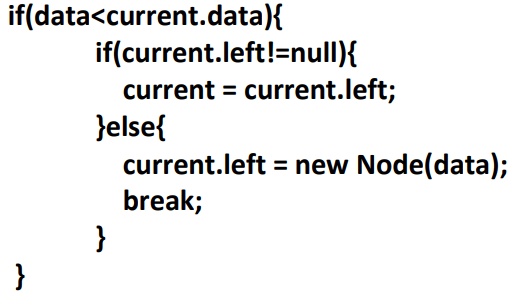 if(data<current.data){
if(current.left!=null){
current = current.left;
}else{
current.left = new Node(data);
break;
}
}